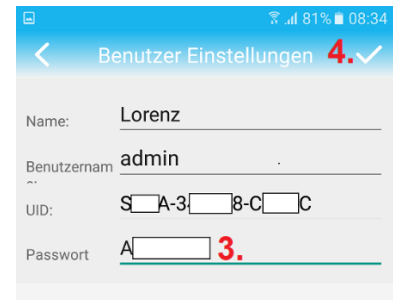 81% 08:34
Benutzer Einstellungen 4.
Name: Lorenz
Benutzernam admin
UID: S A-3 8-C C
Passwort A 3.